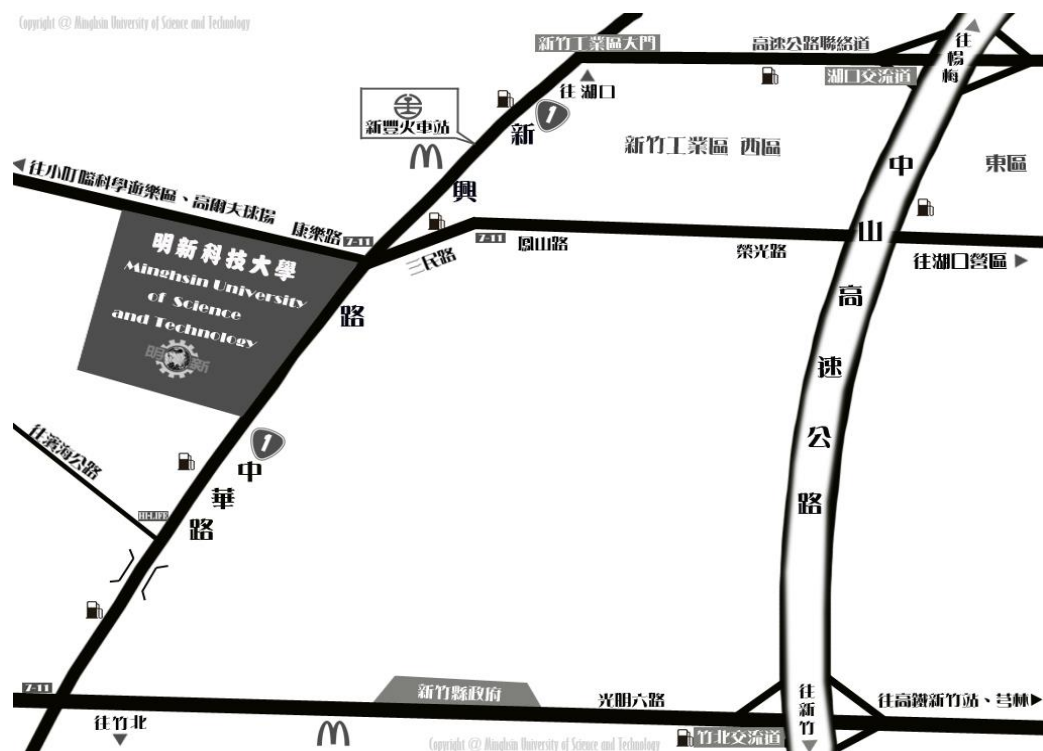 Copyright @ Minghsin University of Science and Technology
新竹工業區大門
高速公路聯絡道
往楊梅
湖口交流道
往湖口
新豐火車站
1
新興路
新竹工業區 西區
東區
往小叮噹科學遊樂區、高爾夫球場
康樂路
7-11
三民路
7-11
鳳山路
榮光路
往湖口營區
中山高速公路
明新科技大學
Minghsin University
of Science
and Technology
明新
1
中華路
往濱海公路
HI-LIFE
7-11
新竹縣政府
光明六路
往新竹
往高鐵新竹站、芎林
往竹北
竹北交流道
Copyright @ Minghsin University of Science and Technology